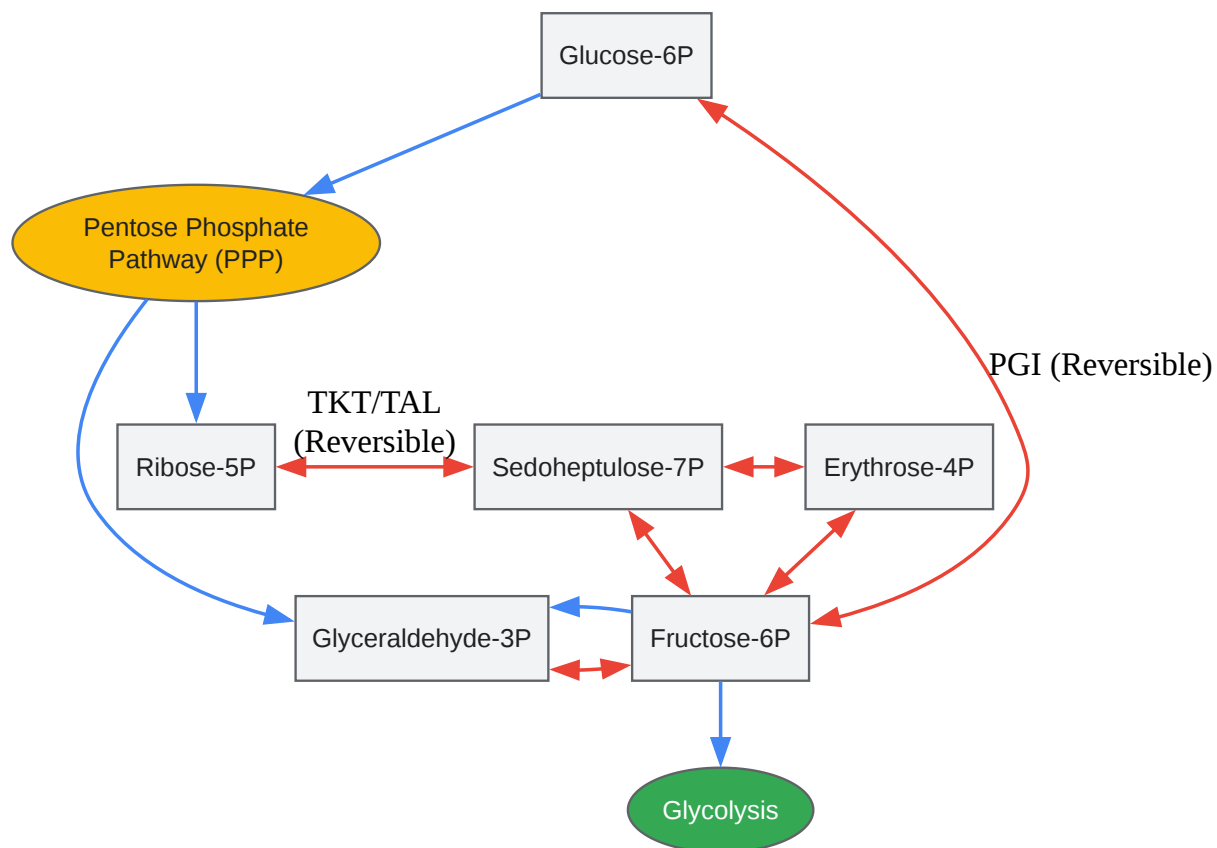 Glucose-6P
Pentose Phosphate
Pathway (PPP)
PGI (Reversible)
TKT/TAL
(Reversible)
Ribose-5P
Sedoheptulose-7P
Erythrose-4P
Glyceraldehyde-3P
Fructose-6P
Glycolysis